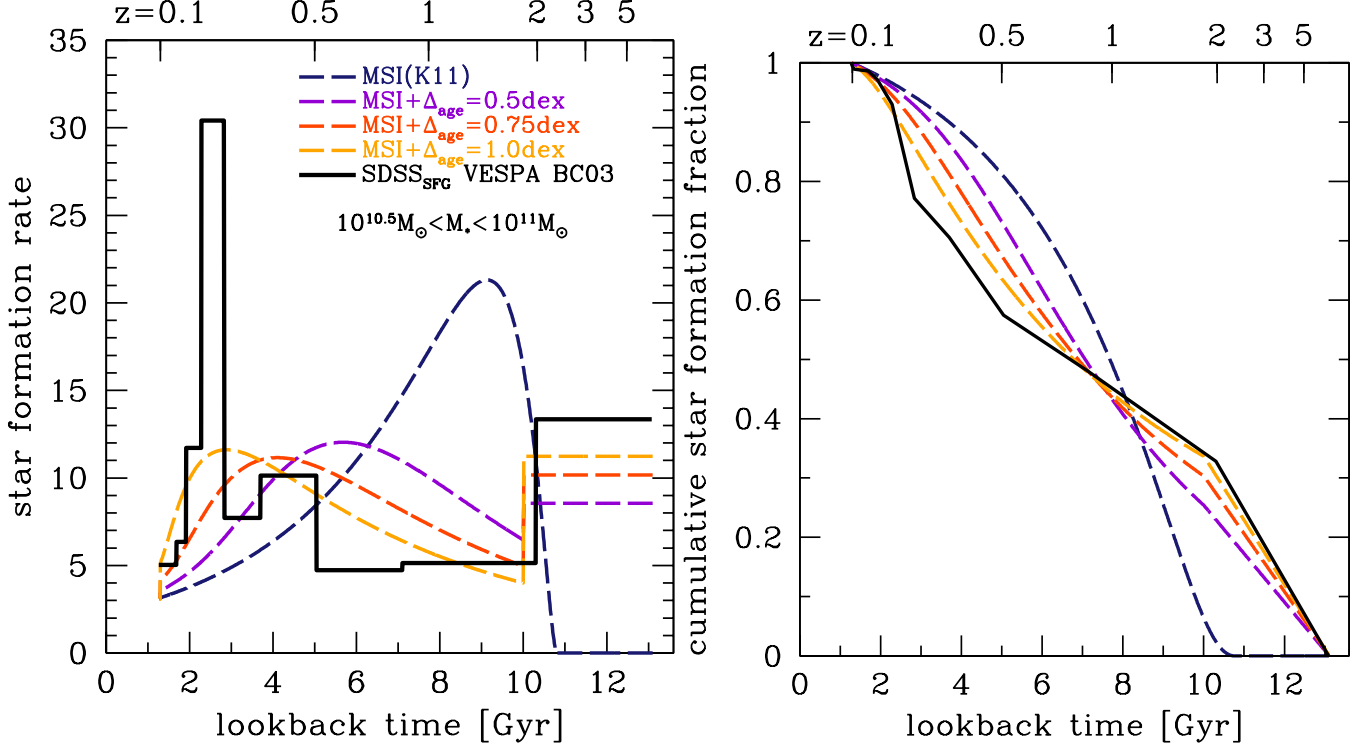 z=0.1 0.5 1 2 3 5
35
30
25
20
15
10
5
0
star formation rate
MSI(K11)
MSI+Δage=0.5dex
MSI+Δage=0.75dex
MSI+Δage=1.0dex
SDSSSFG VESPA BC03
10^10.5M⊙<M*<10^11M⊙
0 2 4 6 8 10 12
lookback time [Gyr]
z=0.1 0.5 1 2 3 5
1
0.8
0.6
0.4
0.2
0
cumulative star formation fraction
0 2 4 6 8 10 12
lookback time [Gyr]